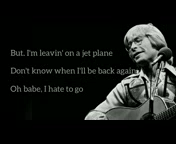 But, I'm leavin' on a jet plane
Don't know when I'll be back again
Oh babe, I hate to go